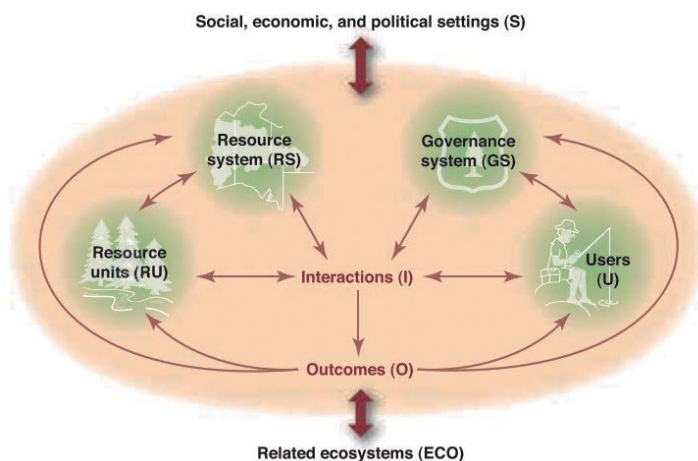 Social, economic, and political settings (S)
Resource
system (RS)
Governance
system (GS)
Resource
units (RU)
Users
(U)
Interactions (I)
Outcomes (O)
Related ecosystems (ECO)